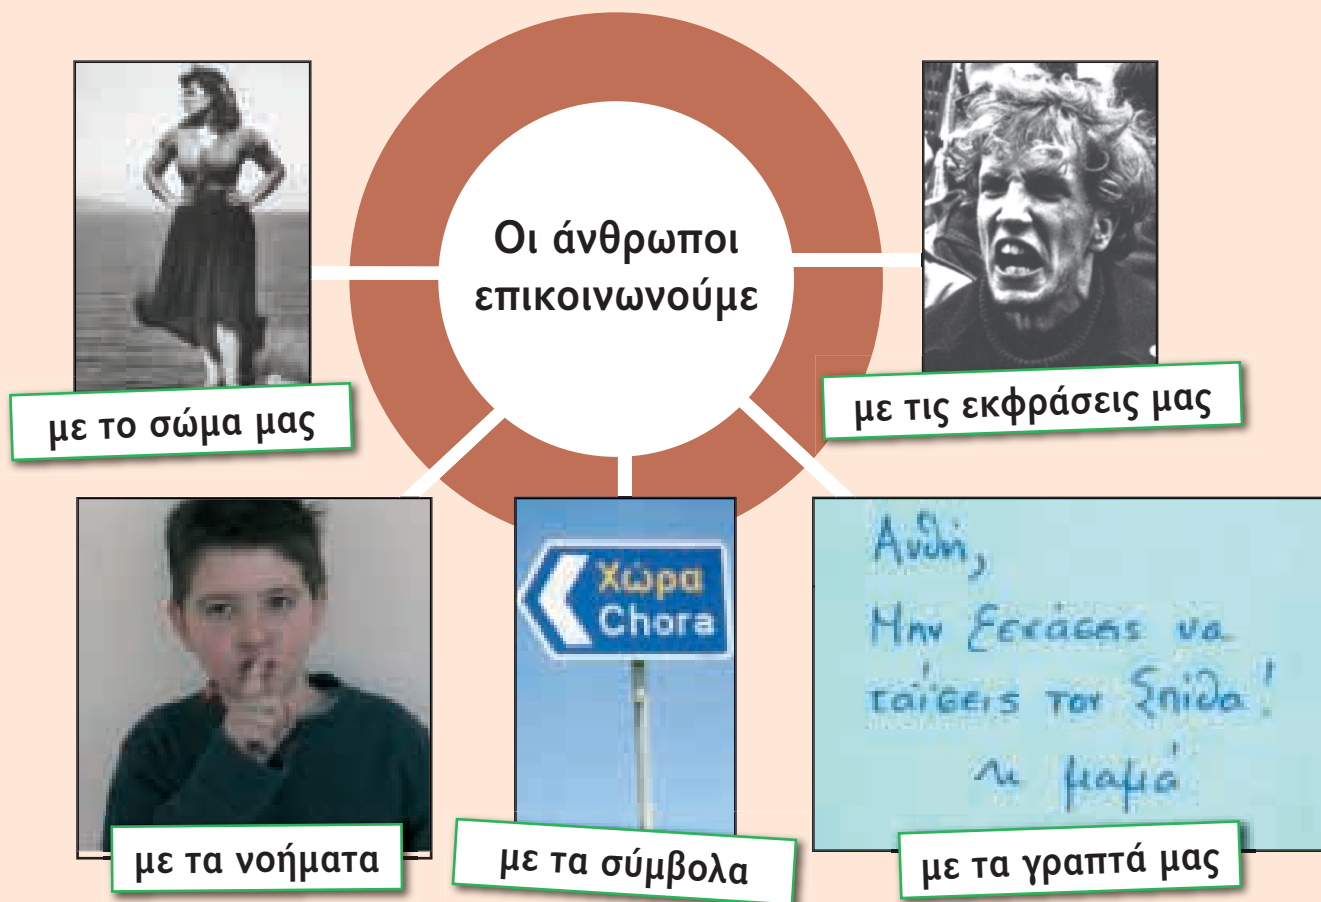 Οι άνθρωποι
επικοινωνούμε
με το σώμα μας
με τις εκφράσεις μας
με τα νοήματα
Χώρα
Chora
με τα σύμβολα
Ανθή,
Μην ξεχάσεις να
ταΐσεις τον Σπίθα!
η μαμά
με τα γραπτά μας